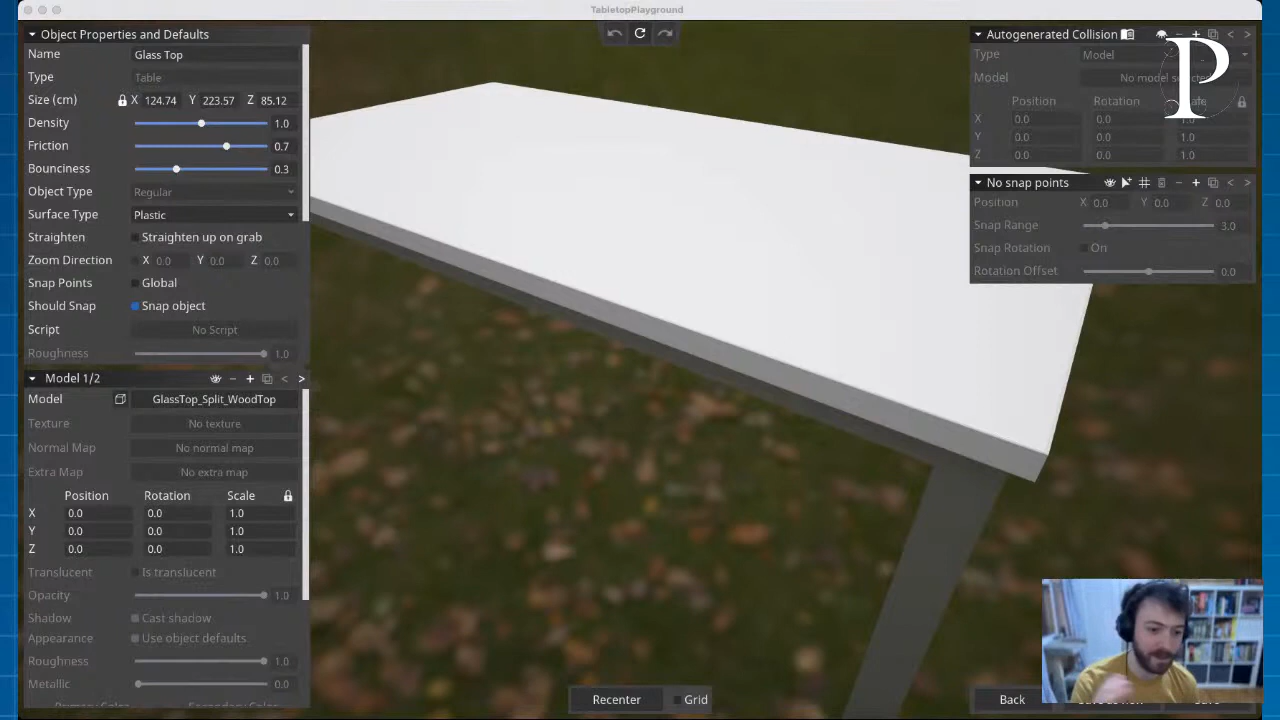 TabletopPlayground
Object Properties and Defaults
Name Glass Top
Type Table
Size (cm) X 124.74 Y 223.57 Z 85.12
Density 1.0
Friction 0.7
Bounciness 0.3
Object Type Regular
Surface Type Plastic
Straighten Straighten up on grab
Zoom Direction X 0.0 Y 0.0 Z 0.0
Snap Points Global
Should Snap Snap object
Script No Script
Roughness 1.0
Model 1/2
Model GlassTop_Split_WoodTop
Texture No texture
Normal Map No normal map
Extra Map No extra map
Position Rotation Scale
X 0.0 0.0 1.0
Y 0.0 0.0 1.0
Z 0.0 0.0 1.0
Translucent Is translucent
Opacity 1.0
Shadow Cast shadow
Appearance Use object defaults
Roughness 1.0
Metallic 0.0
Primary Color Secondary Color
Autogenerated Collision
Type Model
Model No model selected
Position Rotation
X 0.0 0.0 1.0
Y 0.0 0.0 1.0
Z 0.0 0.0 1.0
P
No snap points
Position X 0.0 Y 0.0 Z 0.0
Snap Range 3.0
Snap Rotation On
Rotation Offset 0.0
Recenter Grid
Back